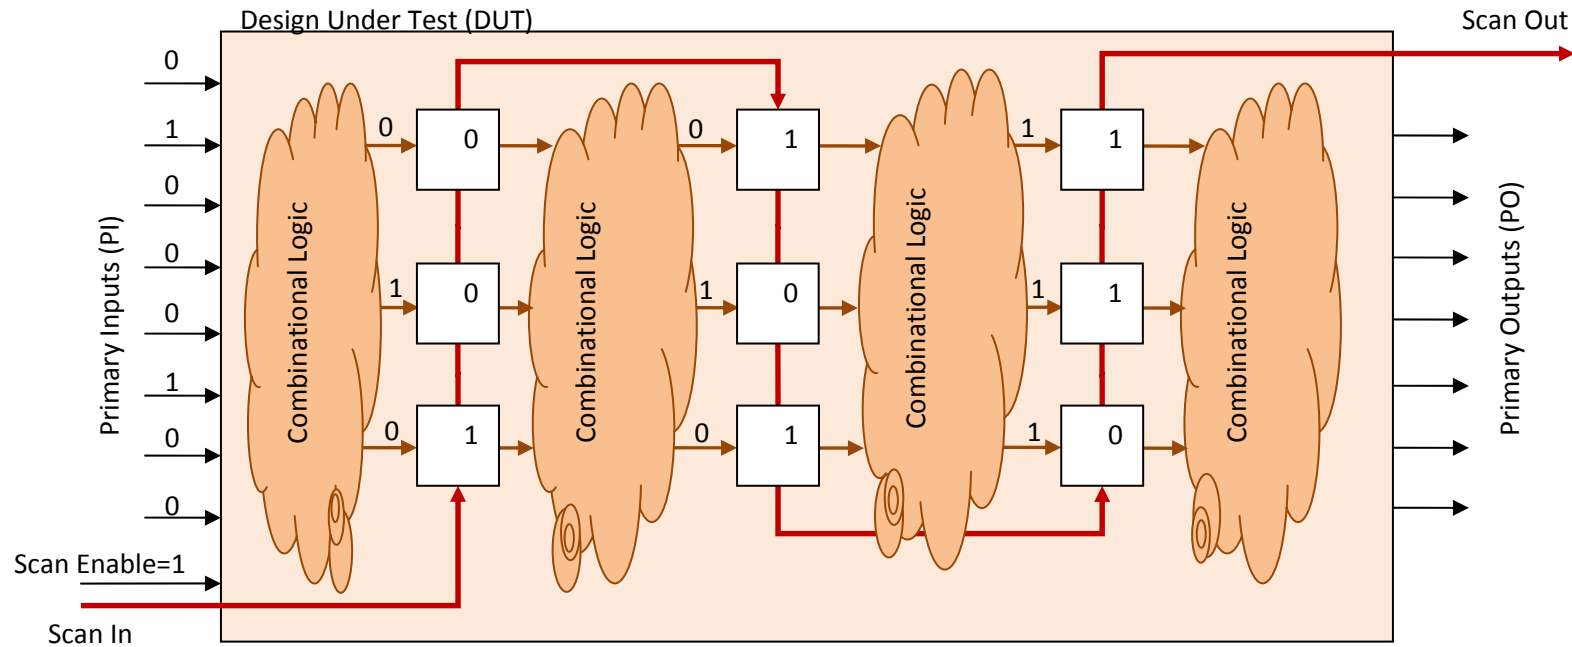 Design Under Test (DUT)
Scan Out
0
1
0
0
0
1
0
0
Primary Inputs (PI)
Scan Enable=1
Scan In
Combinational Logic
0
1
0
0
0
1
Combinational Logic
0
1
0
1
0
1
Combinational Logic
1
1
1
1
1
0
Combinational Logic
Primary Outputs (PO)